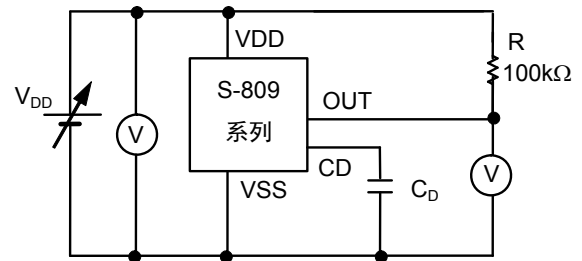 VDD
R
100kΩ
S-809
系列
V_DD
OUT
V
CD
V
VSS
C_D